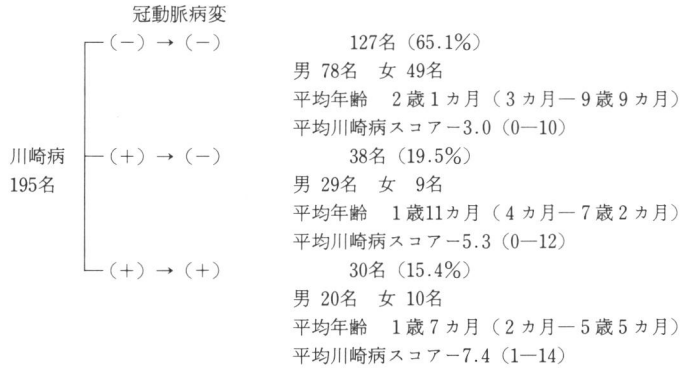 冠動脈病変
(−) → (−) 127名 (65.1%)
男 78名 女 49名
平均年齢 2歳1カ月 (3カ月—9歳9カ月)
平均川崎病スコアー3.0 (0—10)
川崎病 (+) → (−) 38名 (19.5%)
195名 男 29名 女 9名
平均年齢 1歳11カ月 (4カ月—7歳2カ月)
平均川崎病スコアー5.3 (0—12)
(+) → (+) 30名 (15.4%)
男 20名 女 10名
平均年齢 1歳7カ月 (2カ月—5歳5カ月)
平均川崎病スコアー7.4 (1—14)